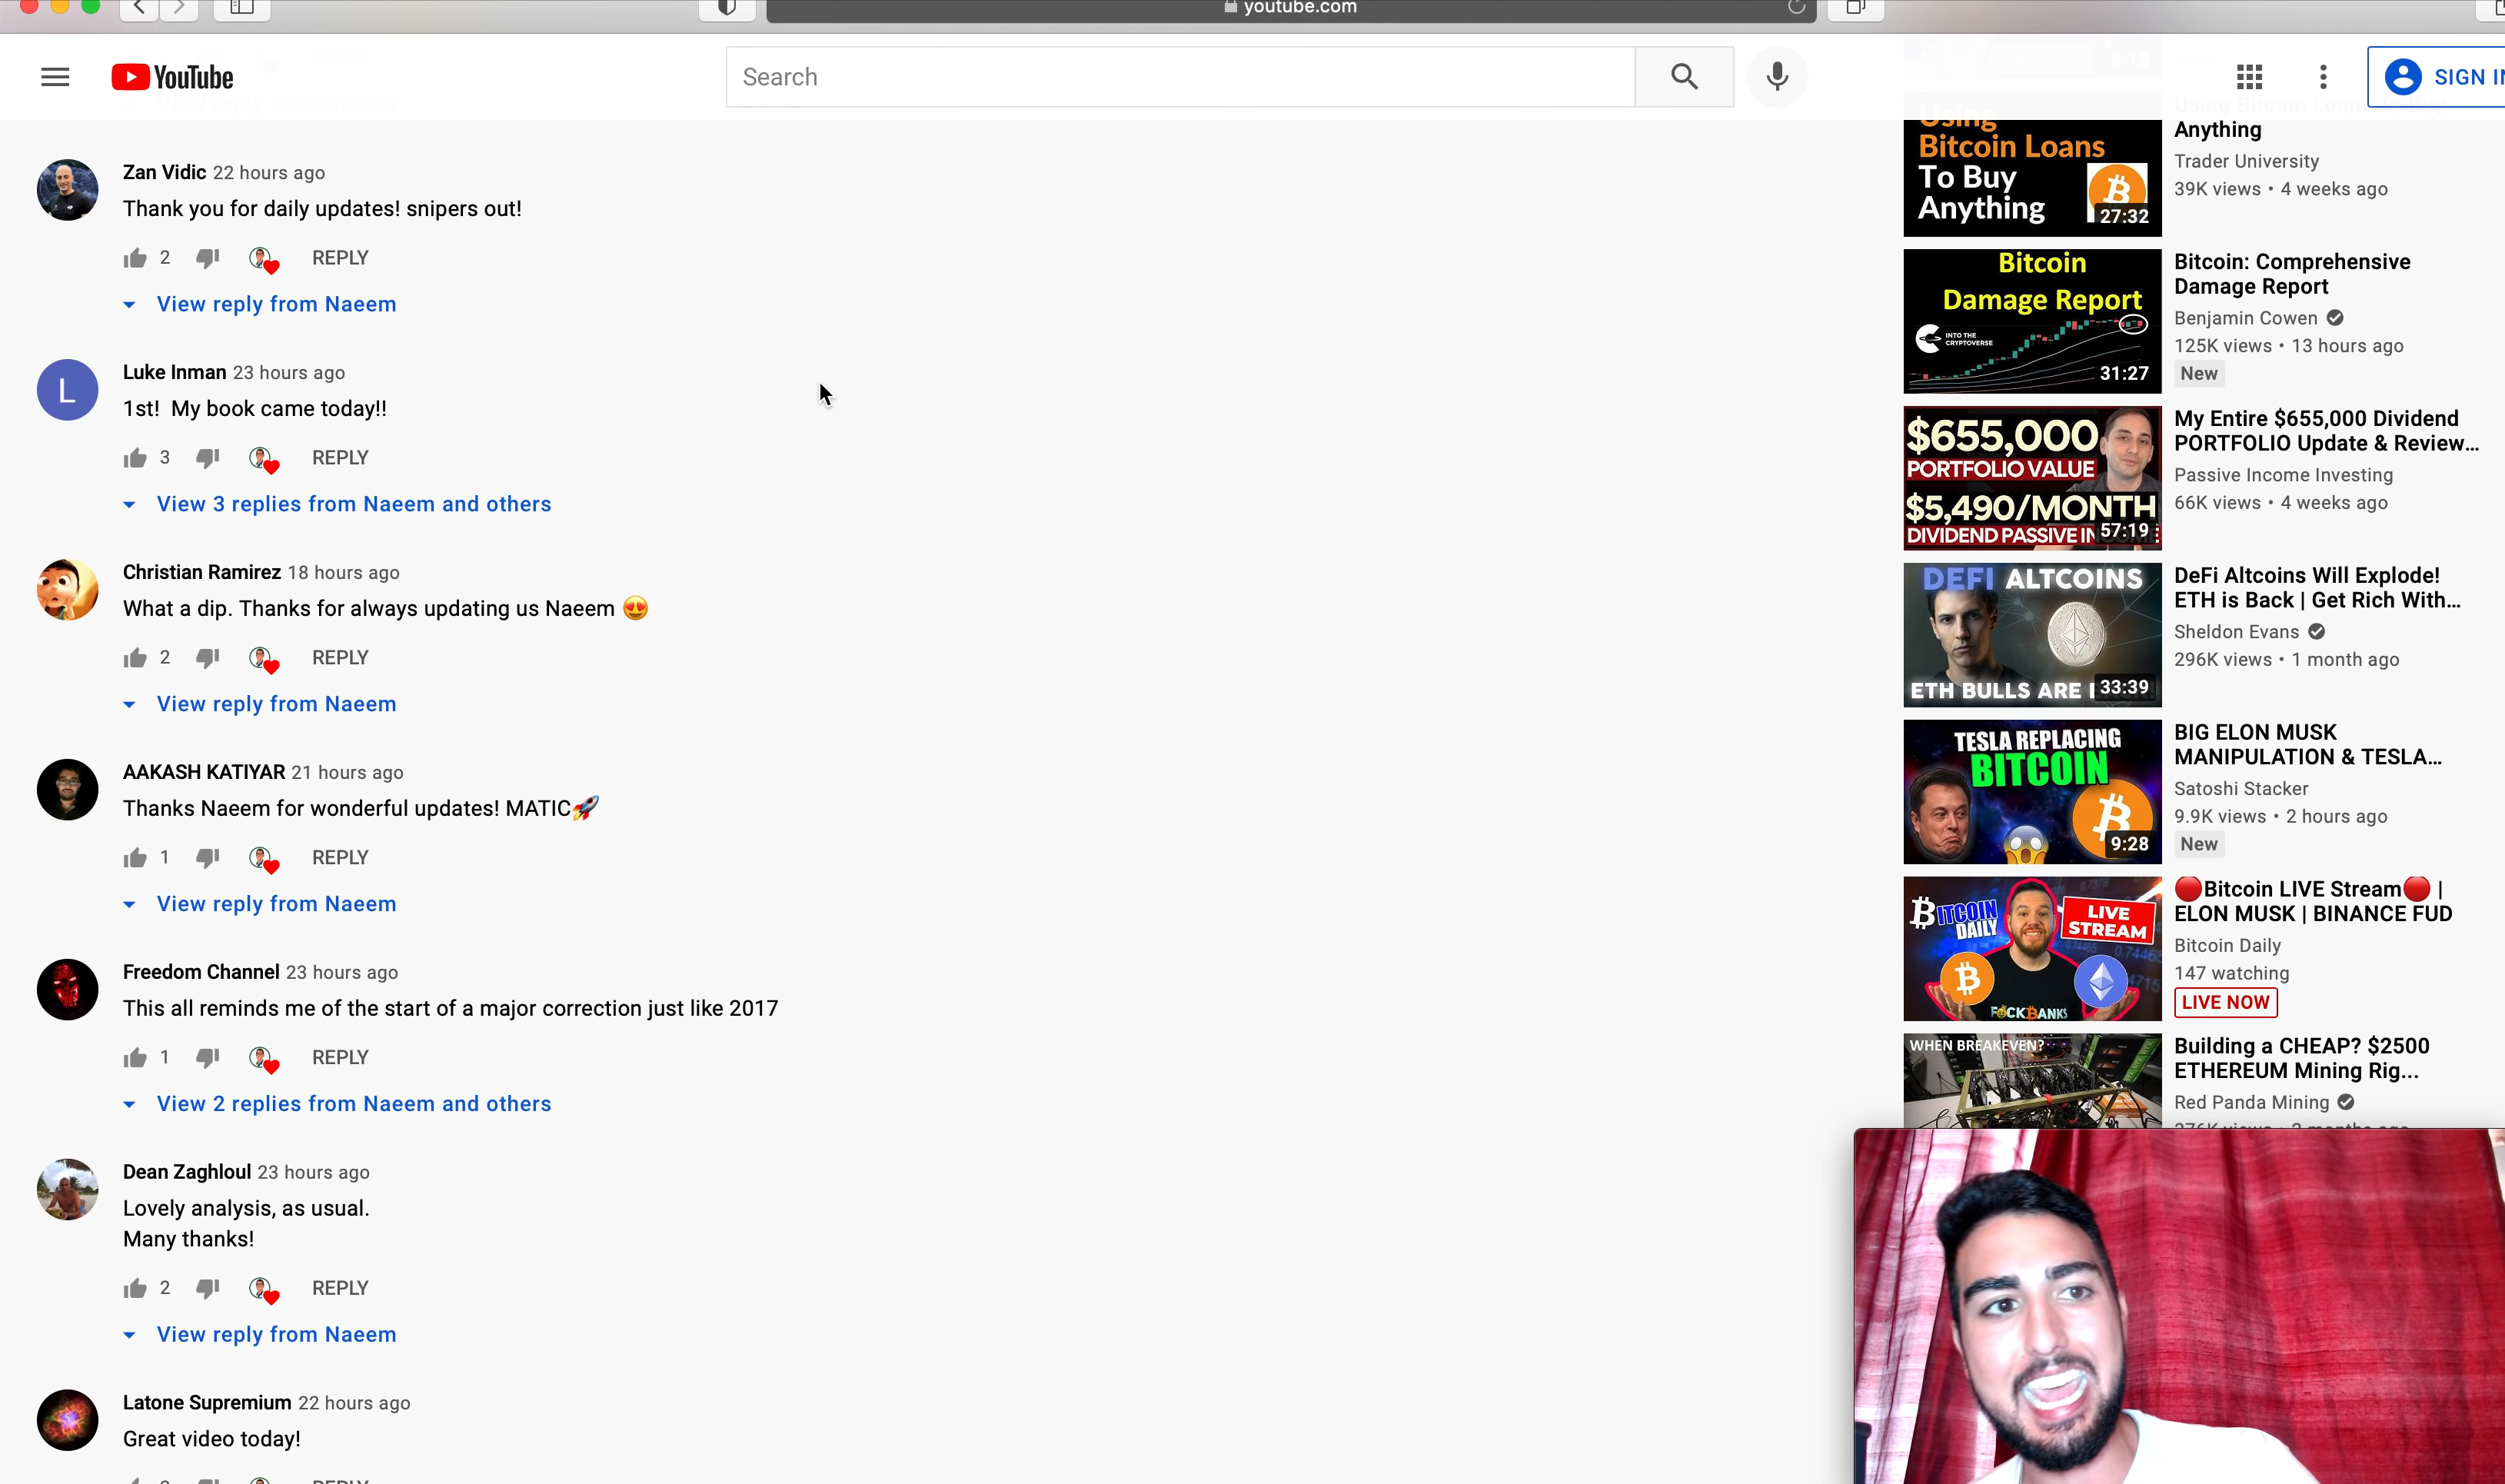 youtube.com
YouTube
Search
SIGN IN
Zan Vidic 22 hours ago
Thank you for daily updates! snipers out!
2 REPLY
View reply from Naeem
L
Luke Inman 23 hours ago
1st! My book came today!!
3 REPLY
View 3 replies from Naeem and others
Christian Ramirez 18 hours ago
What a dip. Thanks for always updating us Naeem 😍
2 REPLY
View reply from Naeem
AAKASH KATIYAR 21 hours ago
Thanks Naeem for wonderful updates! MATIC🚀
1 REPLY
View reply from Naeem
Freedom Channel 23 hours ago
This all reminds me of the start of a major correction just like 2017
1 REPLY
View 2 replies from Naeem and others
Dean Zaghloul 23 hours ago
Lovely analysis, as usual.
Many thanks!
2 REPLY
View reply from Naeem
Latone Supremium 22 hours ago
Great video today!
Using
Bitcoin Loans
To Buy
Anything
27:32
Anything
Trader University
39K views • 4 weeks ago
Bitcoin
Damage Report
INTO THE
CRYPTOVERSE
31:27
Bitcoin: Comprehensive
Damage Report
Benjamin Cowen
125K views • 13 hours ago
New
$655,000
PORTFOLIO VALUE
$5,490/MONTH
DIVIDEND PASSIVE
57:19
My Entire $655,000 Dividend
PORTFOLIO Update & Review...
Passive Income Investing
66K views • 4 weeks ago
DEFI ALTCOINS
ETH BULLS ARE
33:39
DeFi Altcoins Will Explode!
ETH is Back | Get Rich With...
Sheldon Evans
296K views • 1 month ago
TESLA REPLACING
BITCOIN
9:28
BIG ELON MUSK
MANIPULATION & TESLA...
Satoshi Stacker
9.9K views • 2 hours ago
New
BITCOIN
DAILY
LIVE
STREAM
F₿CKBANKS
🔴Bitcoin LIVE Stream🔴 |
ELON MUSK | BINANCE FUD
Bitcoin Daily
147 watching
LIVE NOW
WHEN BREAKEVEN?
Building a CHEAP? $2500
ETHEREUM Mining Rig...
Red Panda Mining